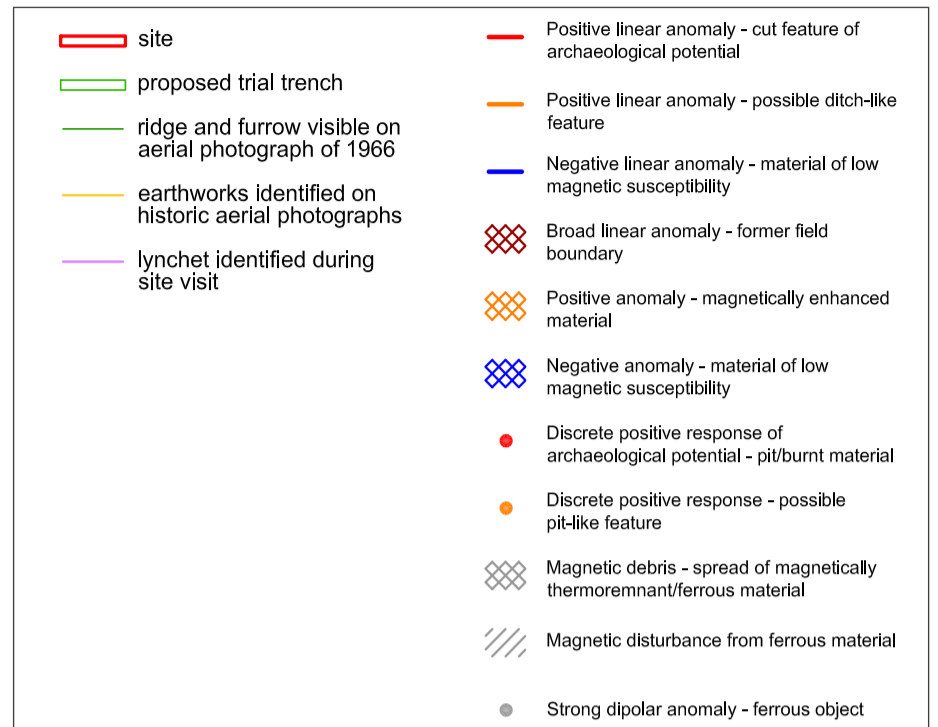 site
proposed trial trench
ridge and furrow visible on
aerial photograph of 1966
earthworks identified on
historic aerial photographs
lynchet identified during
site visit
Positive linear anomaly - cut feature of
archaeological potential
Positive linear anomaly - possible ditch-like
feature
Negative linear anomaly - material of low
magnetic susceptibility
Broad linear anomaly - former field
boundary
Positive anomaly - magnetically enhanced
material
Negative anomaly - material of low
magnetic susceptibility
Discrete positive response of
archaeological potential - pit/burnt material
Discrete positive response - possible
pit-like feature
Magnetic debris - spread of magnetically
thermoremnant/ferrous material
Magnetic disturbance from ferrous material
Strong dipolar anomaly - ferrous object